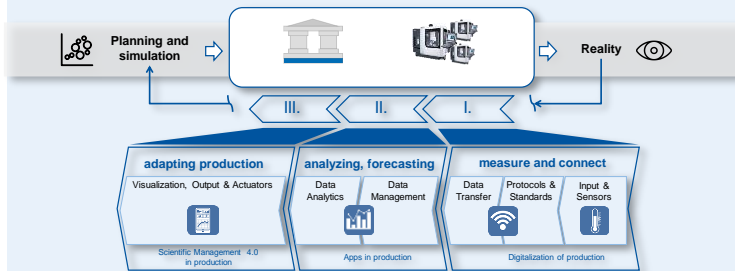 Planning and
simulation
Reality
III.
II.
I.
adapting production
analyzing, forecasting
measure and connect
Visualization, Output & Actuators
Data
Analytics
Data
Management
Data
Transfer
Protocols &
Standards
Input &
Sensors
Scientific Management 4.0
in production
Apps in production
Digitalization of production